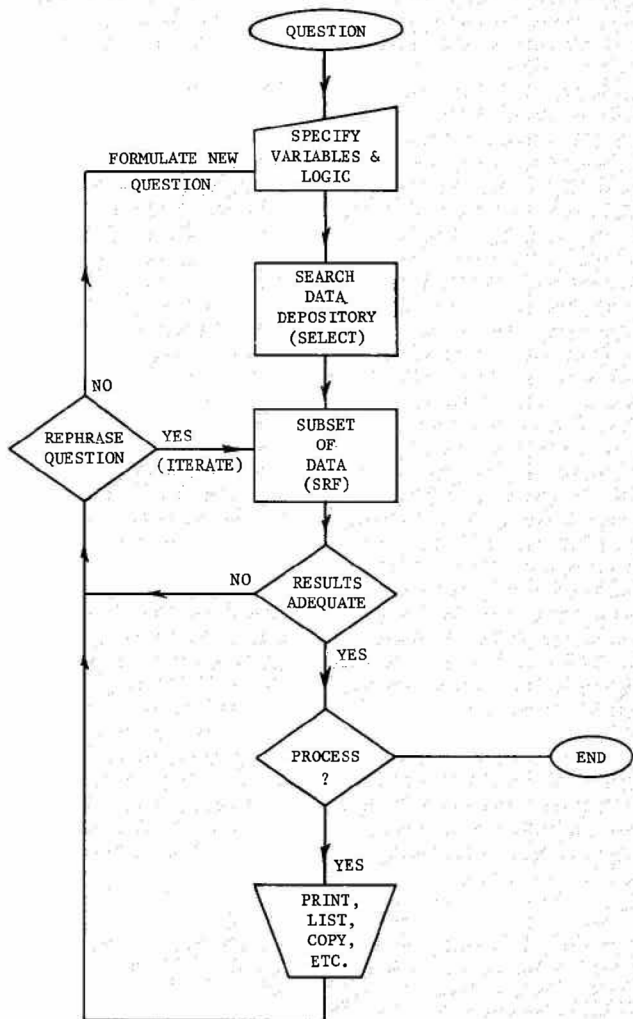 QUESTION
SPECIFY
VARIABLES &
LOGIC
FORMULATE NEW
QUESTION
SEARCH
DATA
DEPOSITORY
(SELECT)
NO
REPHRASE
QUESTION
YES
(ITERATE)
SUBSET
OF
DATA
(SRF)
NO
RESULTS
ADEQUATE
YES
PROCESS
?
END
YES
PRINT,
LIST,
COPY,
ETC.